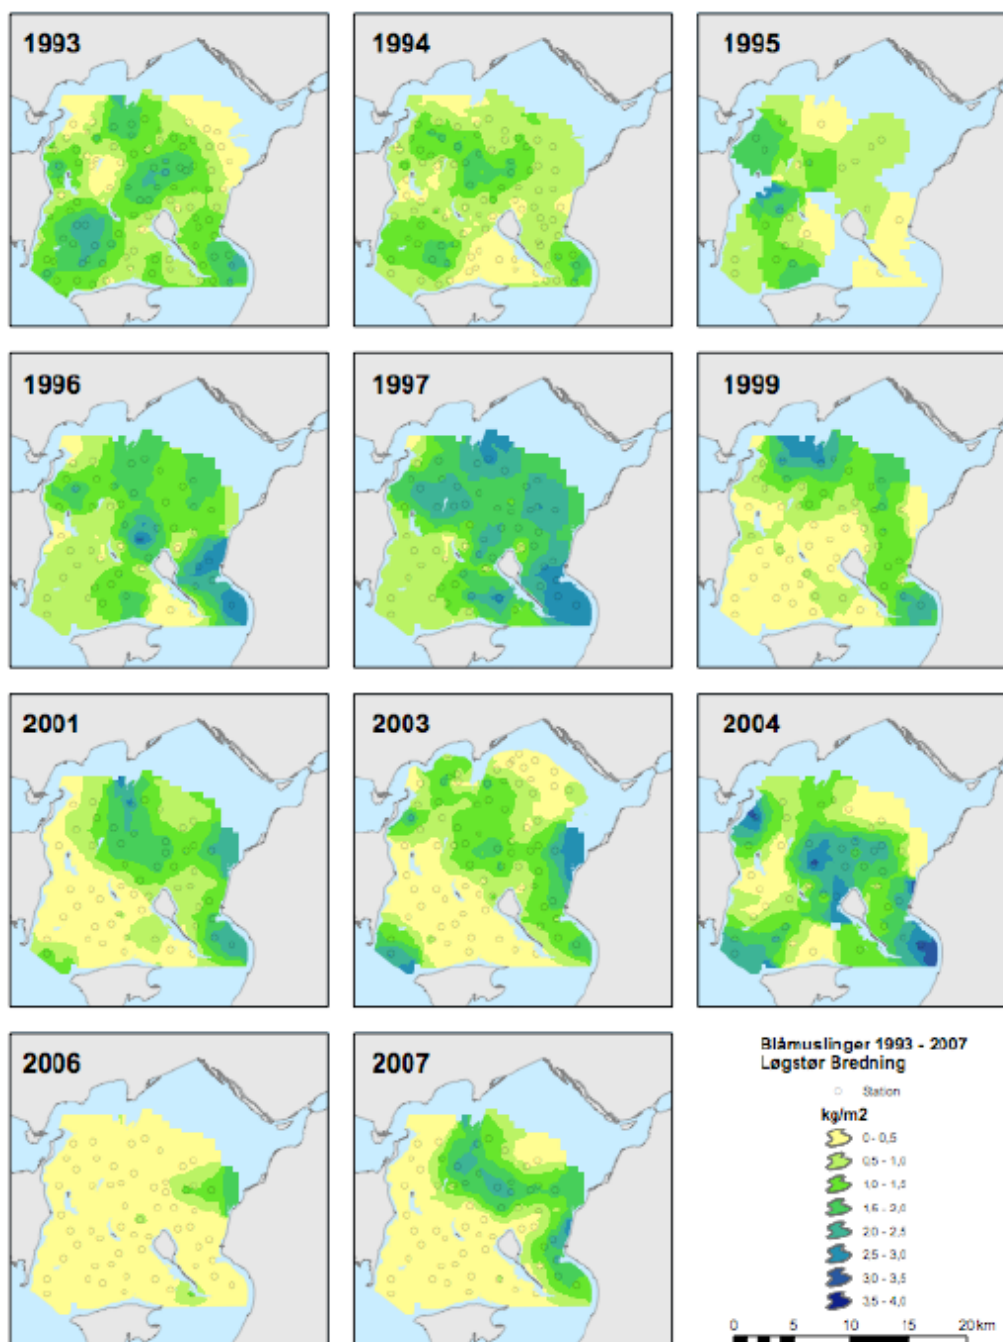 1993
1994
1995
1996
1997
1999
2001
2003
2004
2006
2007
Blåmuslinger 1993 - 2007
Løgstør Bredning
Station
kg/m2
0 - 0,5
0,5 - 1,0
1,0 - 1,5
1,5 - 2,0
2,0 - 2,5
2,5 - 3,0
3,0 - 3,5
3,5 - 4,0
0 5 10 15 20 km